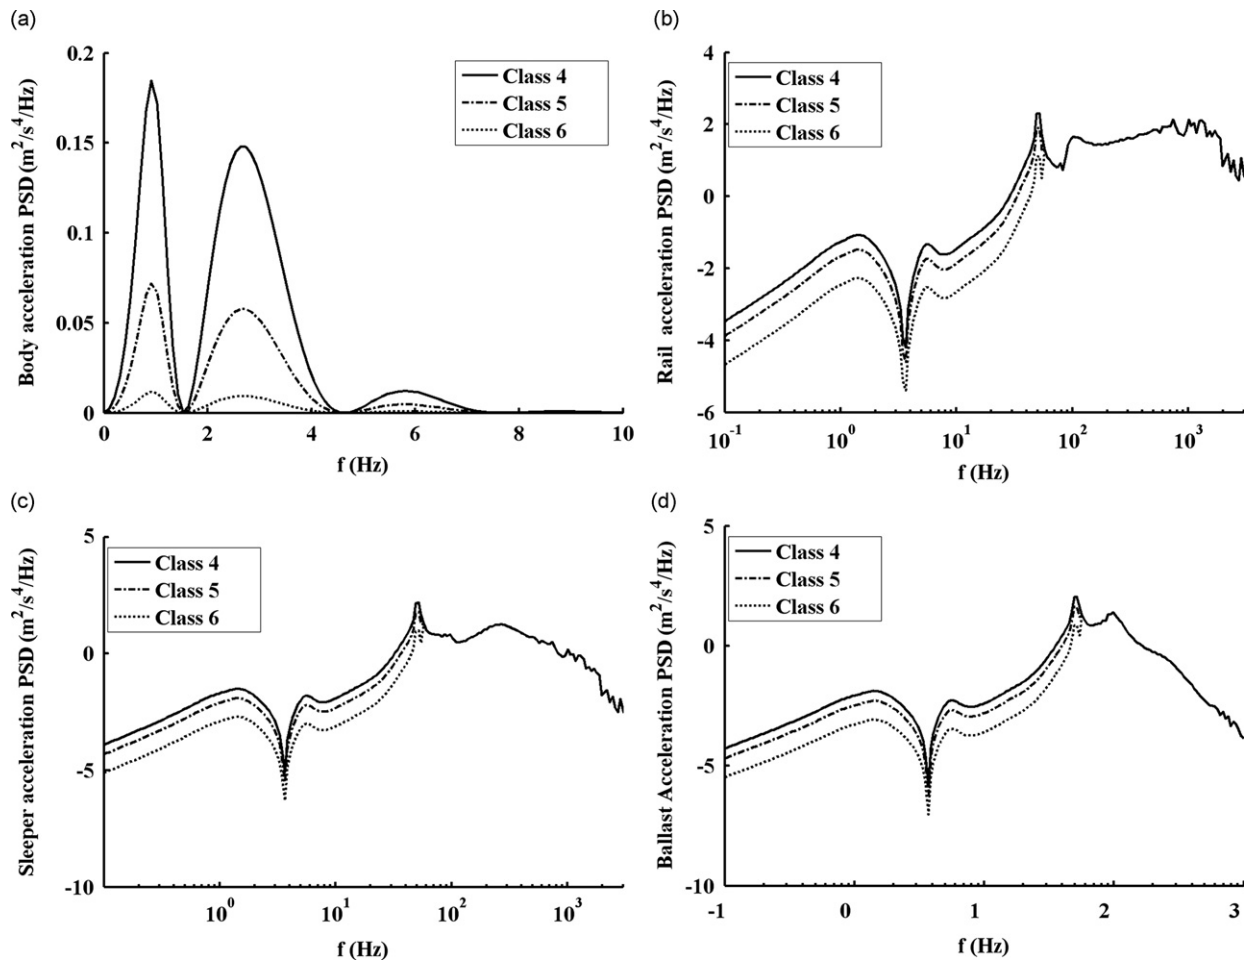 (a)
Body acceleration PSD (m²/s⁴/Hz)
0.2
0.15
0.1
0.05
0
Class 4
Class 5
Class 6
0 2 4 6 8 10
f (Hz)
(b)
Rail acceleration PSD (m²/s⁴/Hz)
4
2
0
-2
-4
-6
Class 4
Class 5
Class 6
10⁻¹ 10⁰ 10¹ 10² 10³
f (Hz)
(c)
Sleeper acceleration PSD (m²/s⁴/Hz)
5
0
-5
-10
Class 4
Class 5
Class 6
10⁰ 10¹ 10² 10³
f (Hz)
(d)
Ballast Acceleration PSD (m²/s⁴/Hz)
5
0
-5
-10
Class 4
Class 5
Class 6
-1 0 1 2 3
f (Hz)